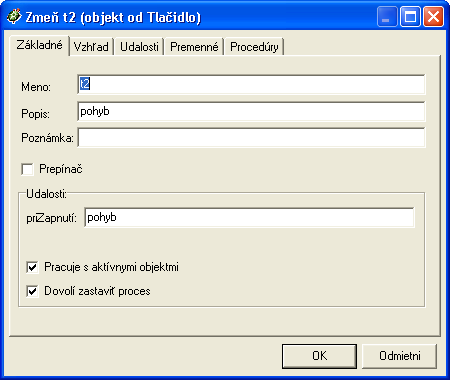 Zmeň t2 (objekt od Tlačidlo)
Základné Vzhľad Udalosti Premenné Procedúry
Meno: t2
Popis: pohyb
Poznámka:
Prepínač
Udalosti:
priZapnutí: pohyb
Pracuje s aktívnymi objektmi
Dovolí zastaviť proces
OK Odmietni